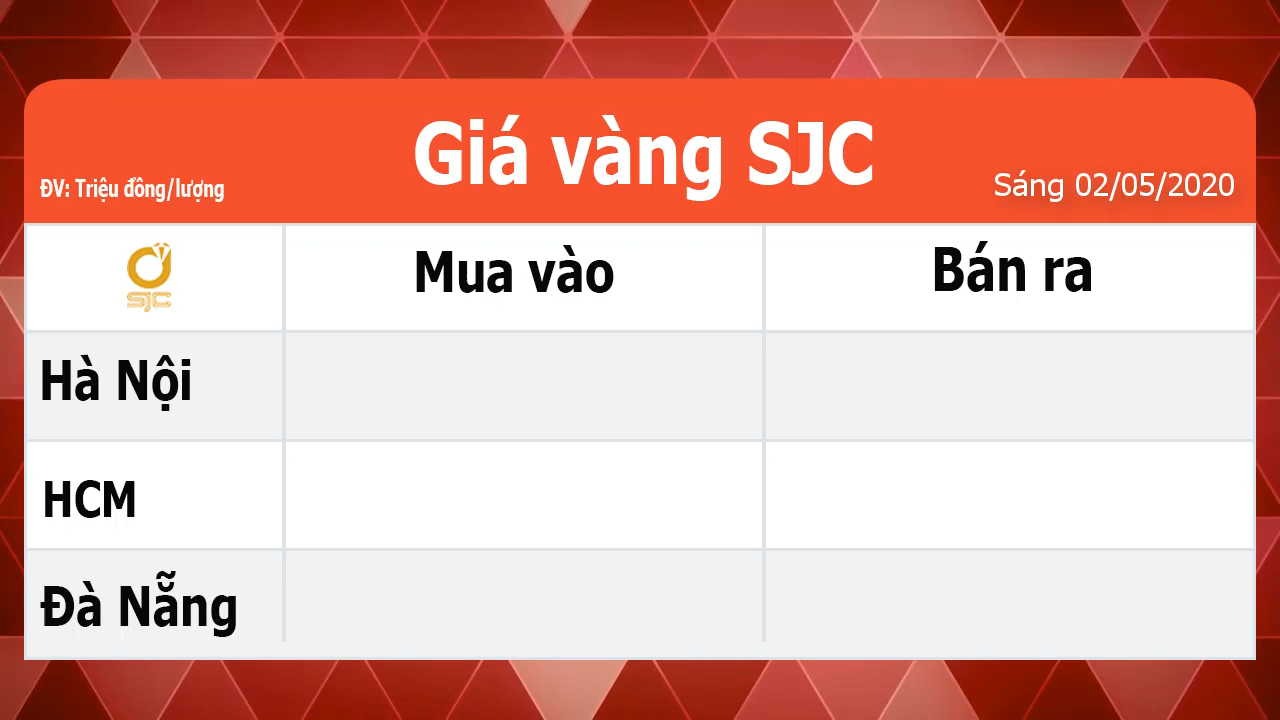 Giá vàng SJC
ĐV: Triệu đồng/lượng
Sáng 02/05/2020
SJC
Mua vào
Bán ra
Hà Nội
HCM
Đà Nẵng